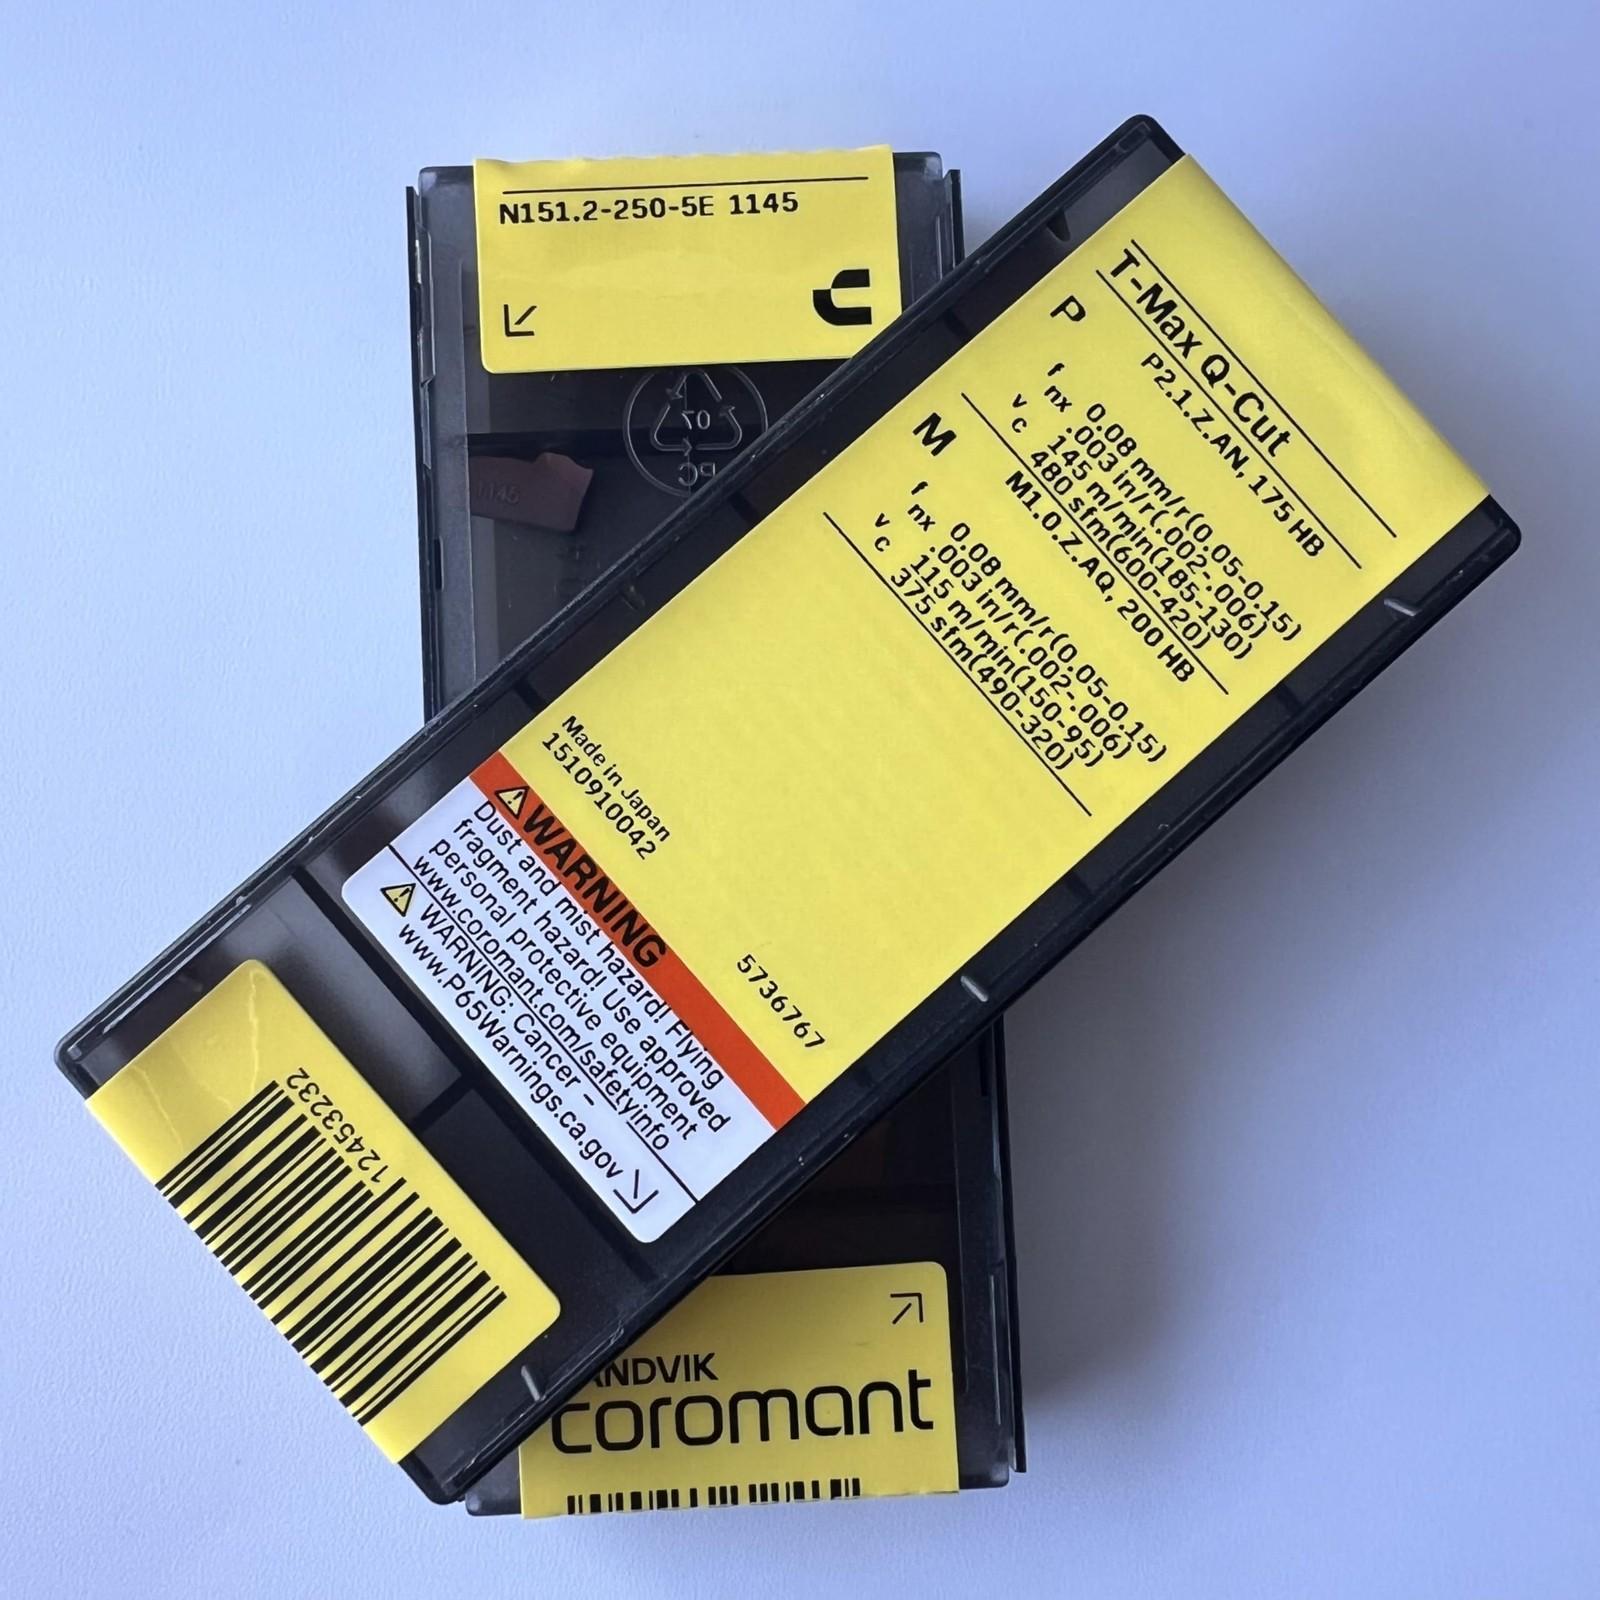 N151.2-250-5E 1145
07
PC
1145
T-Max Q-Cut
P
P2.1.Z.AN, 175 HB
fnx 0.08 mm/r(0.05-0.15)
.003 in/r(.002-.006)
vc 145 m/min(185-130)
480 sfm(600-420)
M
M1.0.Z.AQ, 200 HB
fnx 0.08 mm/r(0.05-0.15)
.003 in/r(.002-.006)
vc 115 m/min(150-95)
375 sfm(490-320)
Made in Japan
1510910042
5736767
WARNING
Dust and mist hazard! Flying
fragment hazard! Use approved
personal protective equipment
www.coromant.com/safetyinfo
WARNING: Cancer –
www.P65Warnings.ca.gov
12453232
ANDVIK
coromant